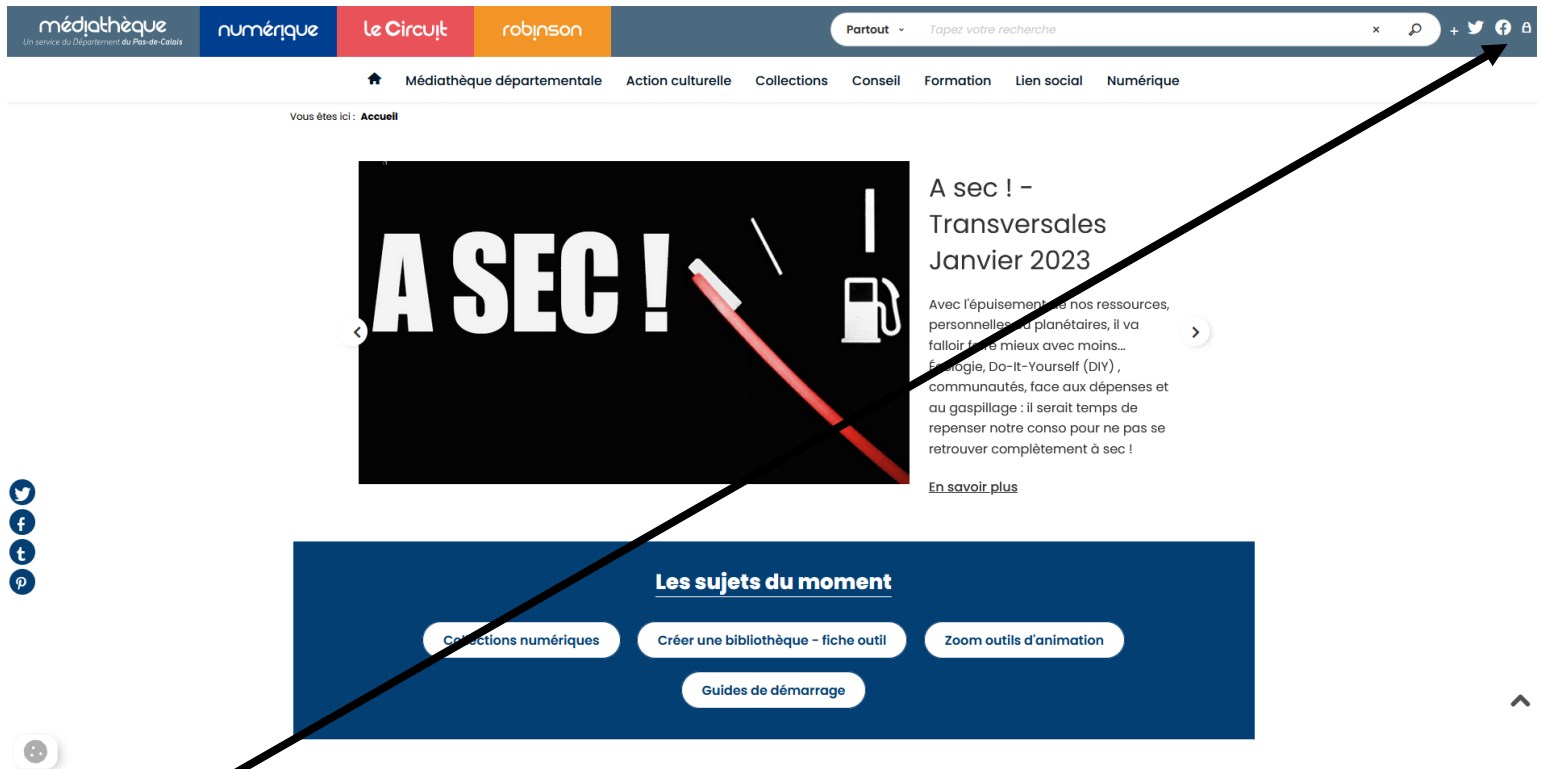 médiathèque
Un service du Département du Pas-de-Calais
numérique
le Circuit
robinson
Partout
Tapez votre recherche
Médiathèque départementale
Action culturelle
Collections
Conseil
Formation
Lien social
Numérique
Vous êtes ici : Accueil
A SEC !
A sec ! -
Transversales
Janvier 2023
Avec l'épuisement de nos ressources,
personnelles ou planétaires, il va
falloir faire mieux avec moins...
Écologie, Do-It-Yourself (DIY) ,
communautés, face aux dépenses et
au gaspillage : il serait temps de
repenser notre conso pour ne pas se
retrouver complètement à sec !
En savoir plus
Les sujets du moment
Collections numériques
Créer une bibliothèque - fiche outil
Zoom outils d'animation
Guides de démarrage